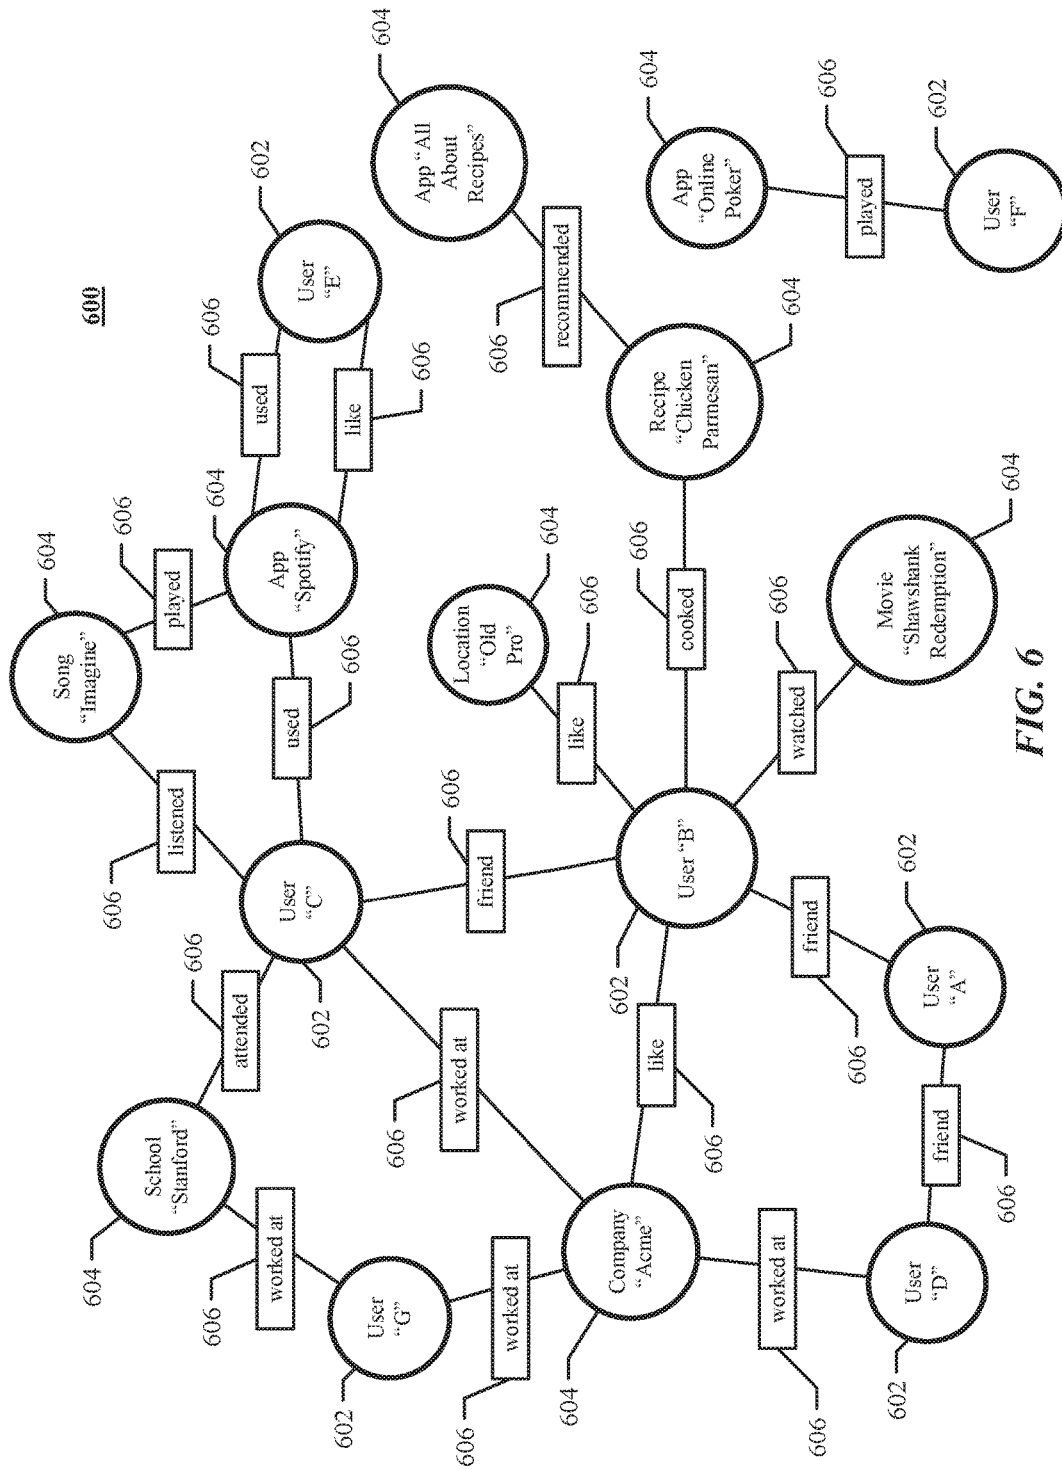 600
604
Song
“Imagine”
604
School
“Stanford”
606
listened
606
played
606
attended
606
606
worked at
606
used
604
App
“Spotify”
602
User
“E”
User
“C”
602
used
606
602
User
“G”
like
606
604
App “All
About
Recipes”
606
worked at
606
friend
606
worked at
606
recommended
604
Location
“Old
Pro”
604
Company
“Acme”
like
606
602
like
606
606
cooked
604
Recipe
“Chicken
Parmesan”
604
App
“Online
Poker”
User “B”
604
606
worked at
606
watched
606
friend
606
606
played
602
602
User
“D”
602
friend
606
User
“A”
Movie
“Shawshank
Redemption”
604
User
“F”
FIG. 6